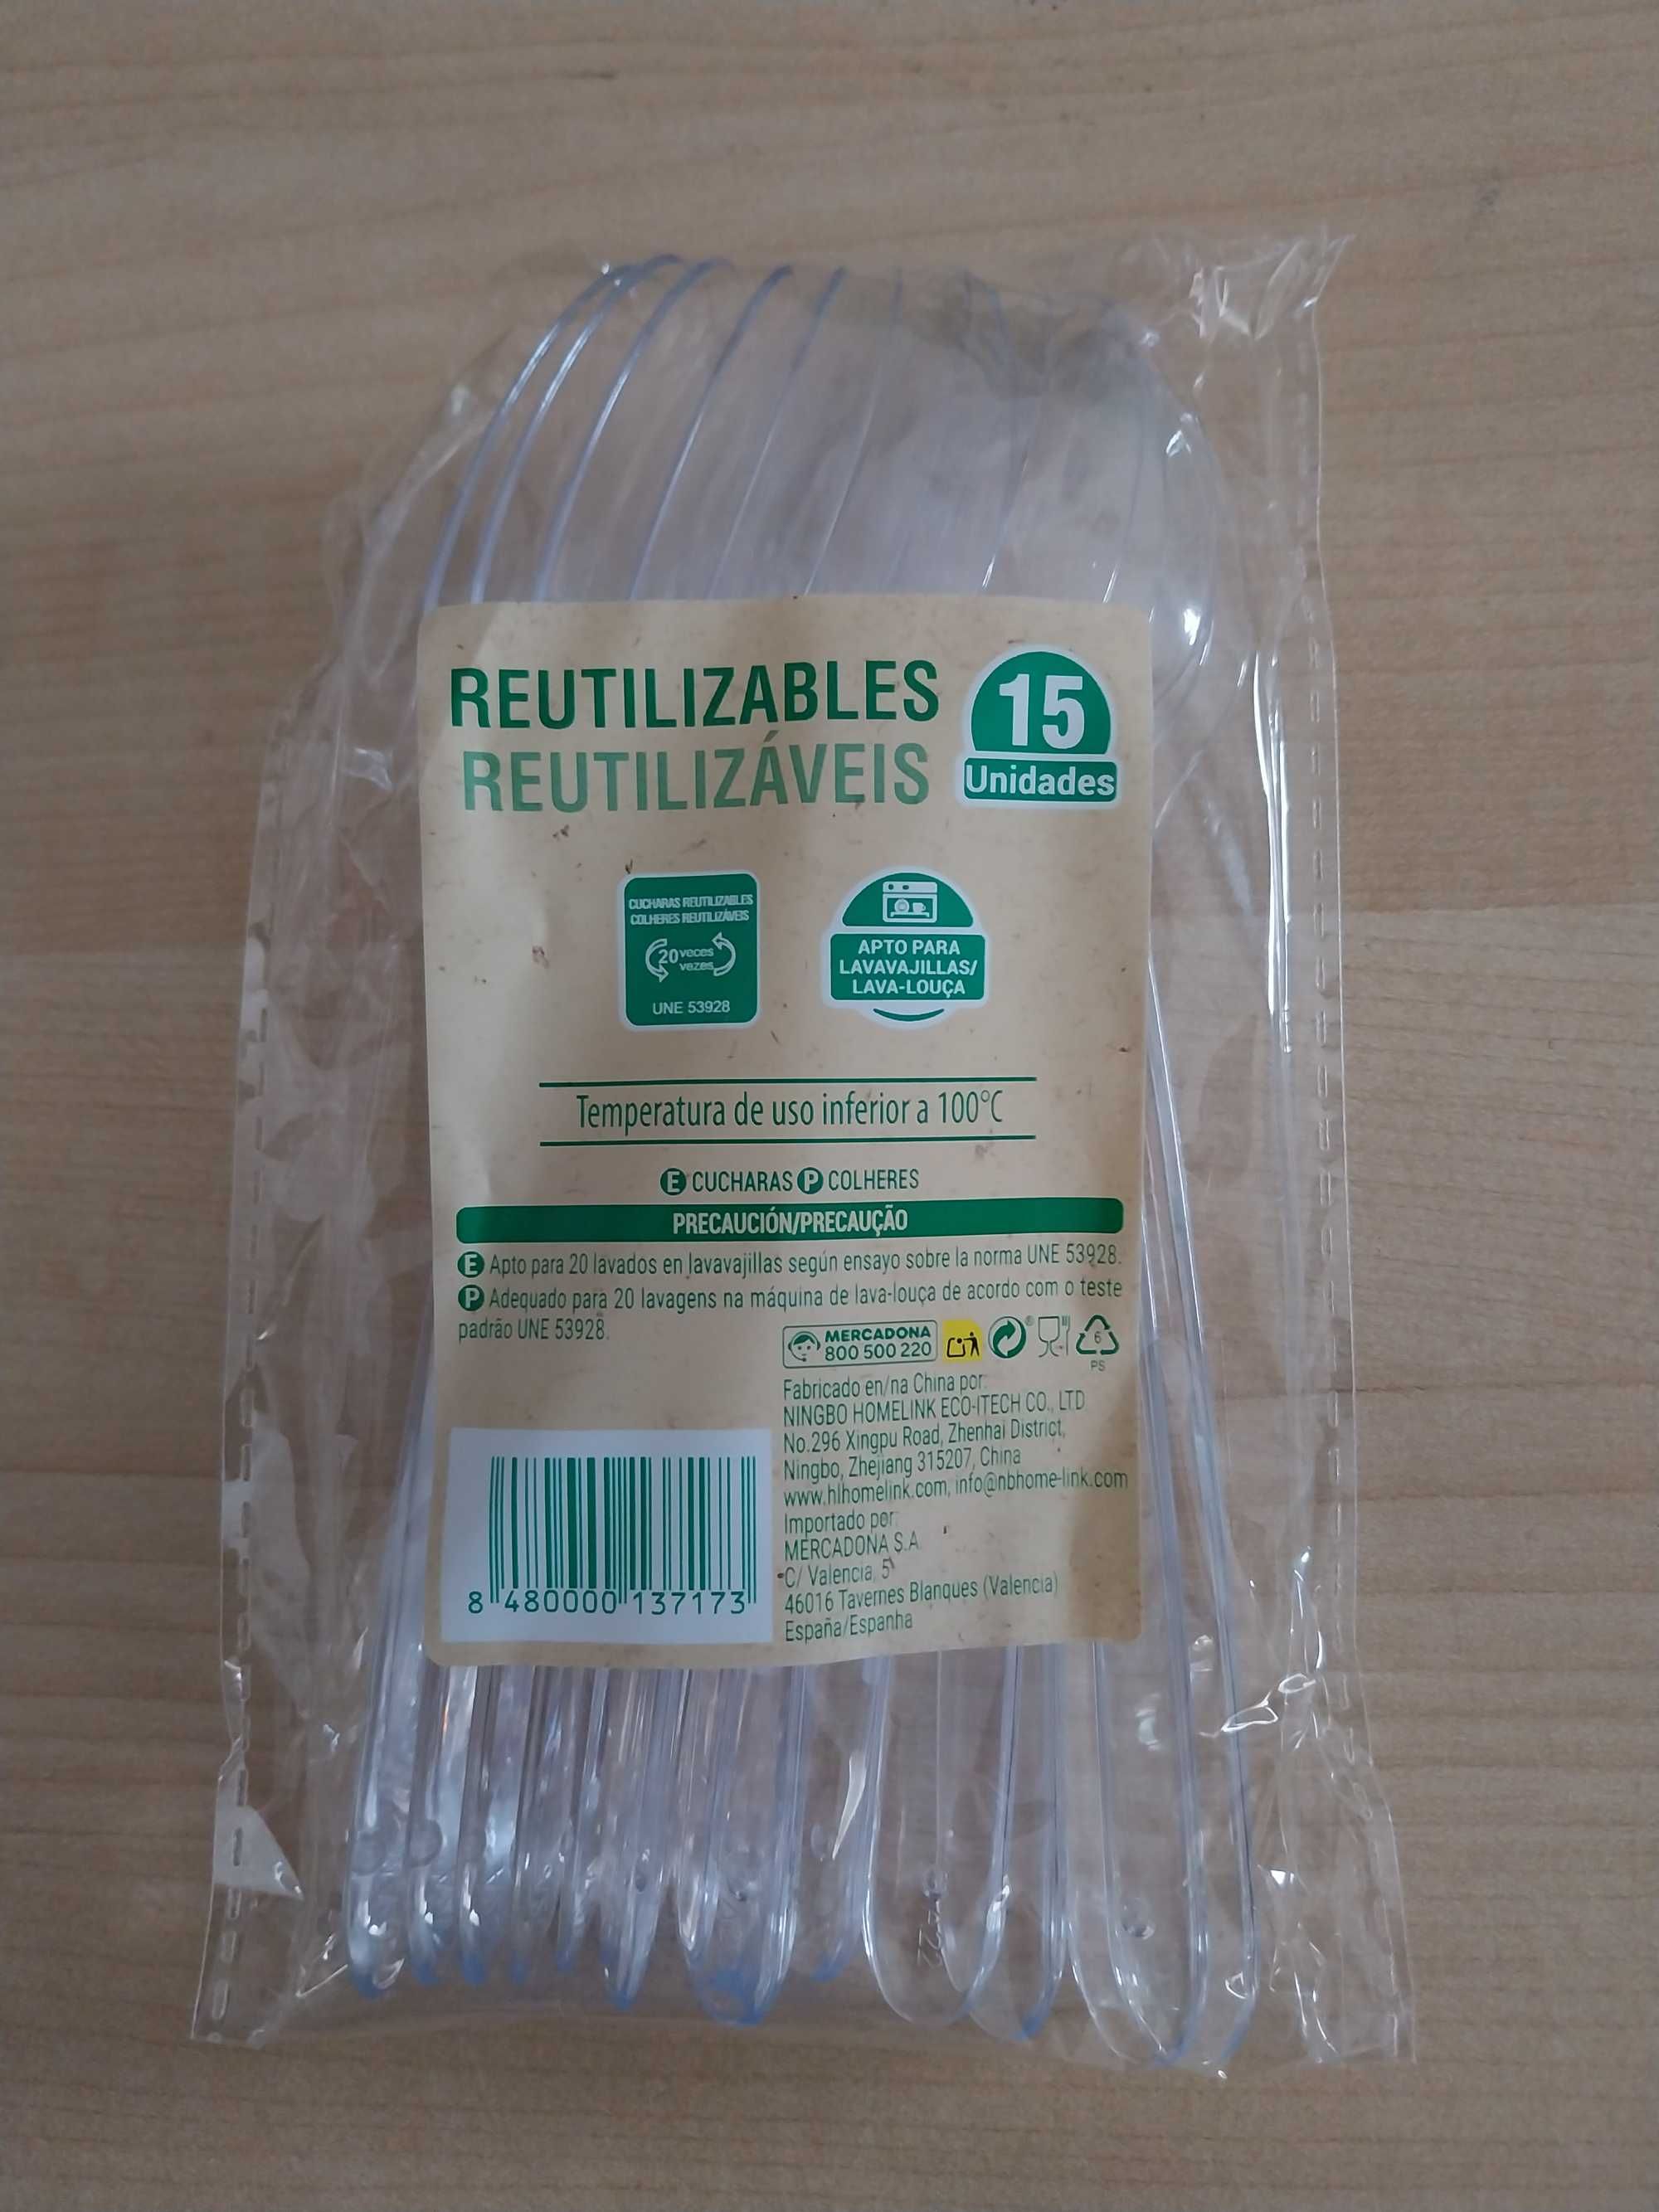 REUTILIZABLES
REUTILIZÁVEIS
15
Unidades
CUCHARAS REUTILIZABLES
COLHERES REUTILIZÁVEIS
20 veces
vezes
UNE 53928
APTO PARA
LAVAVAJILLAS/
LAVA-LOUÇA
Temperatura de uso inferior a 100°C
E CUCHARAS P COLHERES
PRECAUCIÓN/PRECAUÇÃO
E Apto para 20 lavados en lavavajillas según ensayo sobre la norma UNE 53928.
P Adequado para 20 lavagens na máquina de lava-louça de acordo com o teste
padrão UNE 53928.
MERCADONA
800 500 220
6
PS
Fabricado en/na China por:
NINGBO HOMELINK ECO-ITECH CO., LTD
No.296 Xingpu Road, Zhenhai District,
Ningbo, Zhejiang 315207, China
www.hlhomelink.com, info@nbhome-link.com
Importado por:
MERCADONA S.A.
C/ Valencia, 5
46016 Tavernes Blanques (Valencia)
España/Espanha
8 480000 137173